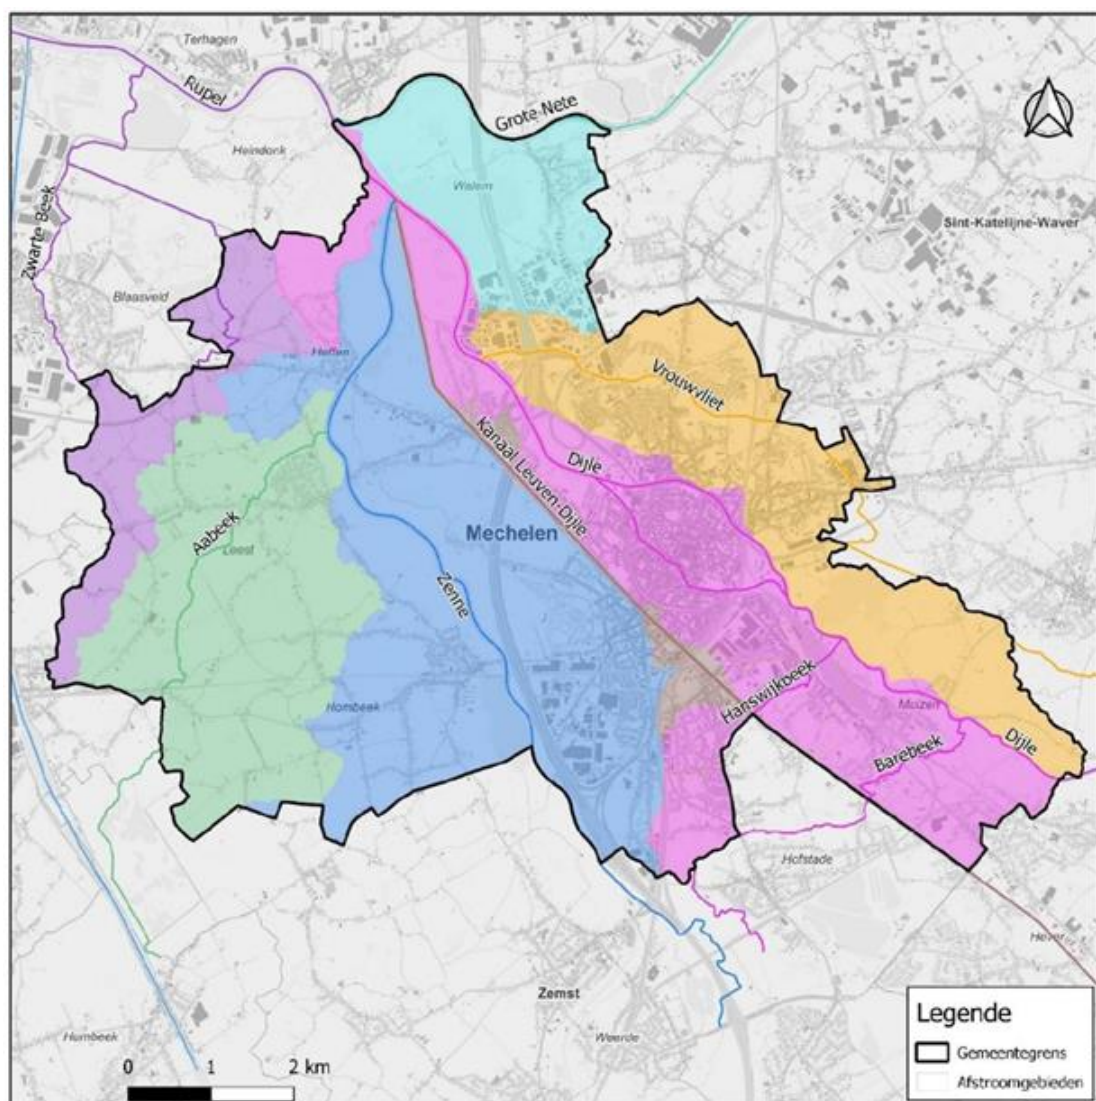 Terhagen
Rupel
Grote-Nete
Heindonk
Walem
Sint-Katelijne-Waver
Zwarte Beek
Blaasveld
Heffen
Vrouwvliet
Kanaal Leuven-Dijle
Dijle
Aabeek
Leest
Mechelen
Zenne
Hombeek
Hanswijkbeek
Muizen
Barebeek
Dijle
Hofstade
Hever
Zemst
Weerde
Humbeek
0 1 2 km
Legende
Gemeentegrens
Afstroomgebieden